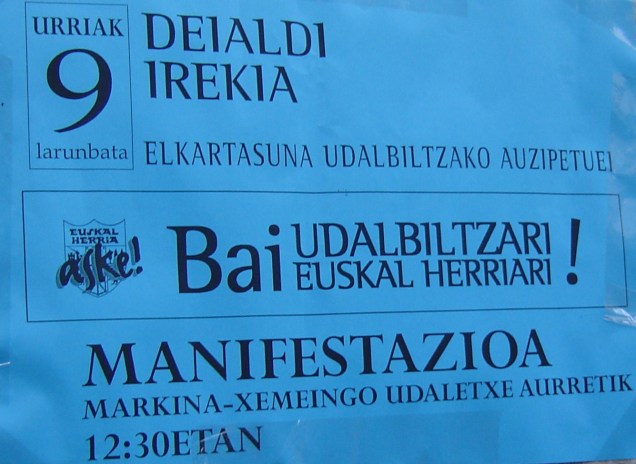 URRIAK
9
larunbata
DEIALDI
IREKIA
ELKARTASUNA UDALBILTZAKO AUZIPETUEI
EUSKAL
HERRIA
aske!
Bai UDALBILTZARI
EUSKAL HERRIARI !
MANIFESTAZIOA
MARKINA-XEMEINGO UDALETXE AURRETIK
12:30ETAN